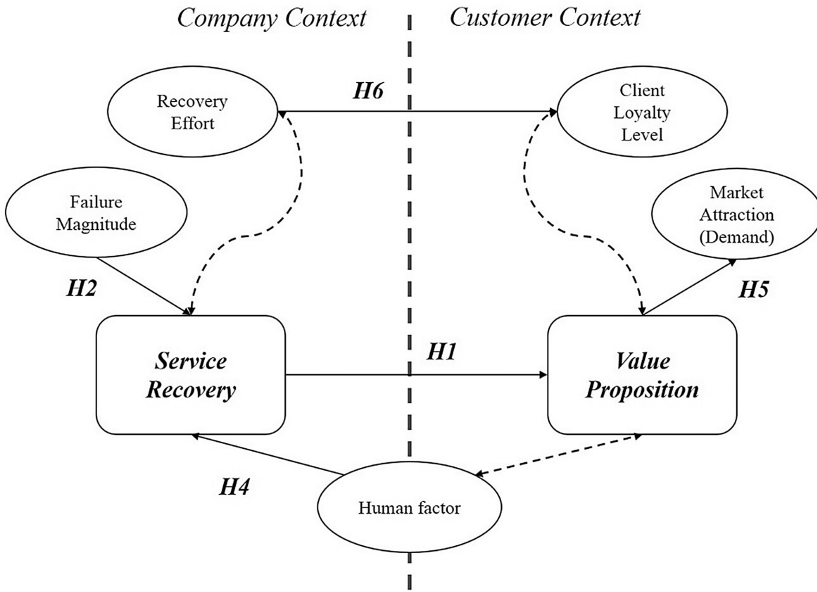 Company Context
Customer Context
Recovery
Effort
H6
Client
Loyalty
Level
Failure
Magnitude
Market
Attraction
(Demand)
H2
H5
Service
Recovery
H1
Value
Proposition
H4
Human factor